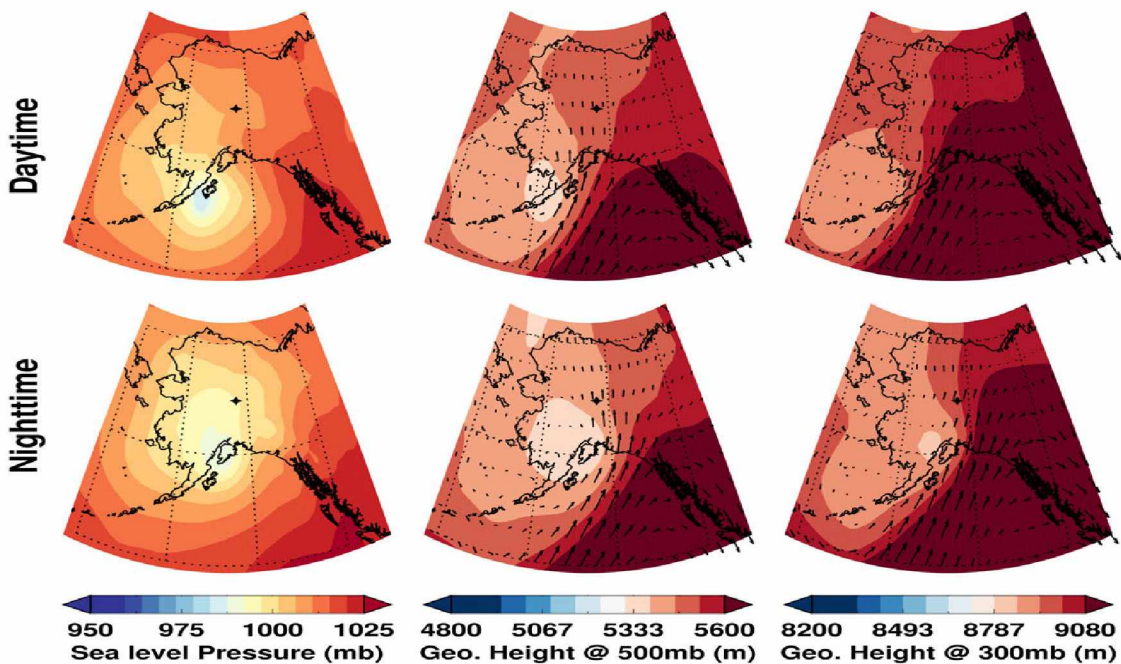 Daytime
Nighttime
950 975 1000 1025
Sea level Pressure (mb)
4800 5067 5333 5600
Geo. Height @ 500mb (m)
8200 8493 8787 9080
Geo. Height @ 300mb (m)